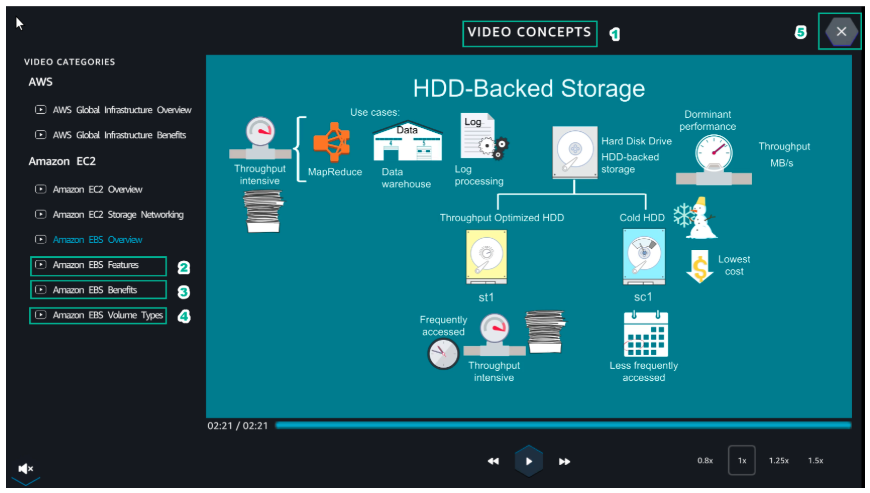 VIDEO CONCEPTS
1
5
VIDEO CATEGORIES
AWS
AWS Global Infrastructure Overview
AWS Global Infrastructure Benefits
Amazon EC2
Amazon EC2 Overview
Amazon EC2 Storage Networking
Amazon EBS Overview
Amazon EBS Features
2
Amazon EBS Benefits
3
Amazon EBS Volume Types
4
HDD-Backed Storage
Throughput
intensive
Use cases:
MapReduce
Data
Data
warehouse
Log
Log
processing
Hard Disk Drive
HDD-backed
storage
Dorminant
performance
Throughput
MB/s
Throughput Optimized HDD
st1
Cold HDD
sc1
Lowest
cost
Frequently
accessed
Throughput
intensive
Less frequently
accessed
02:21 / 02:21
0.8x
1x
1.25x
1.5x